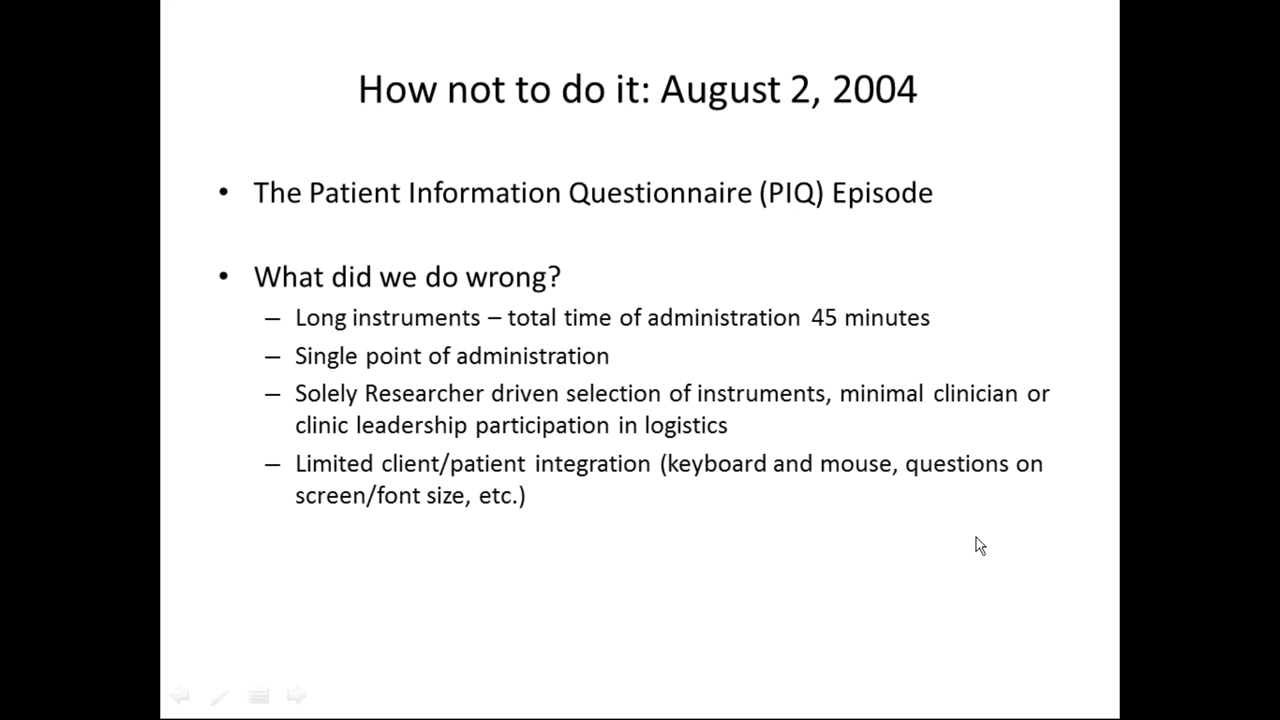 How not to do it: August 2, 2004
• The Patient Information Questionnaire (PIQ) Episode
• What did we do wrong?
– Long instruments – total time of administration 45 minutes
– Single point of administration
– Solely Researcher driven selection of instruments, minimal clinician or
clinic leadership participation in logistics
– Limited client/patient integration (keyboard and mouse, questions on
screen/font size, etc.)